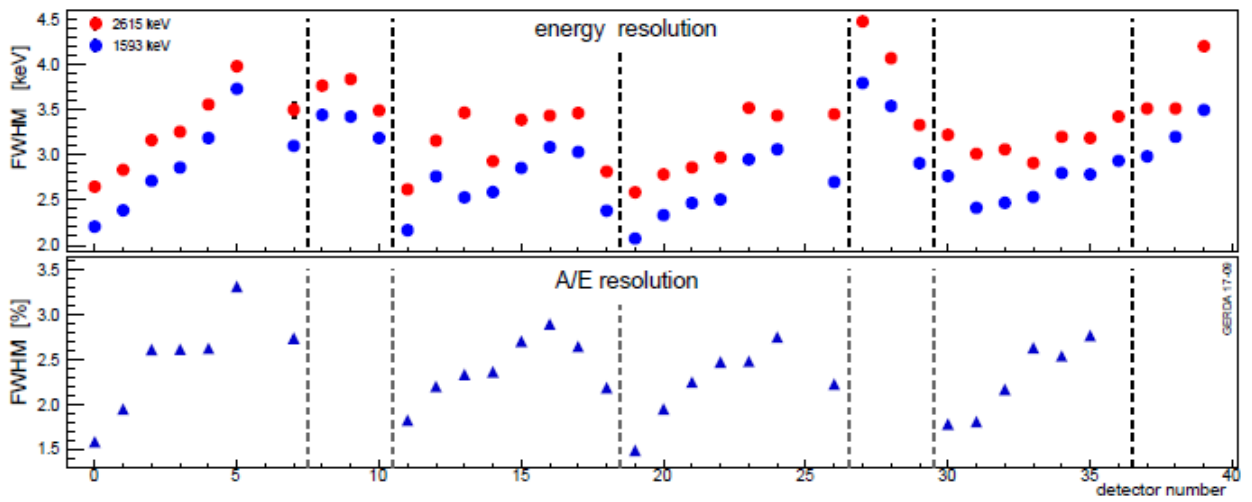 energy resolution
2615 keV
1593 keV
FWHM [keV]
4.5
4.0
3.5
3.0
2.5
2.0
A/E resolution
FWHM [%]
3.5
3.0
2.5
2.0
1.5
GERDA 17-09
0 5 10 15 20 25 30 35 40
detector number